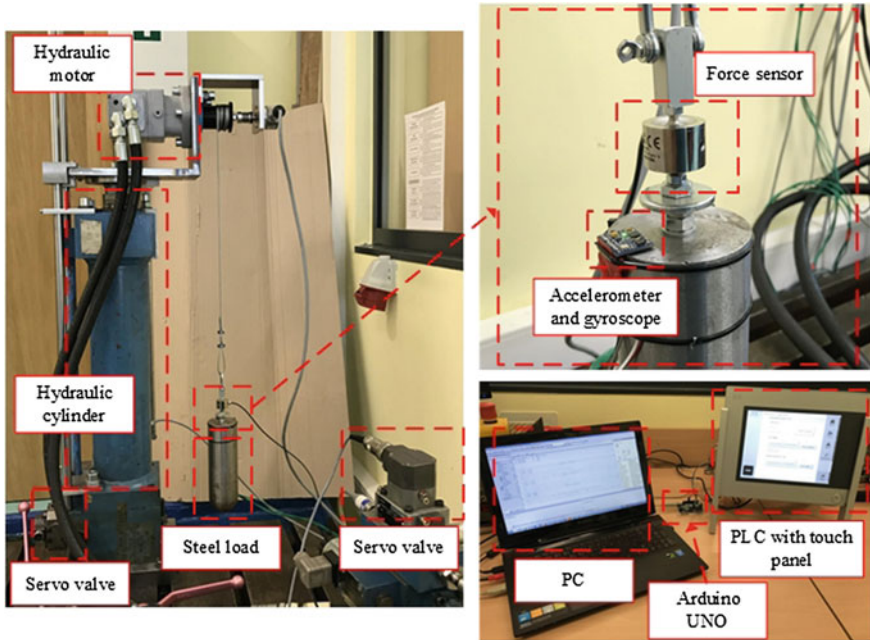 Hydraulic
motor
Hydraulic
cylinder
Servo valve
Steel load
Servo valve
Force sensor
Accelerometer
and gyroscope
PC
Arduino
UNO
PLC with touch
panel